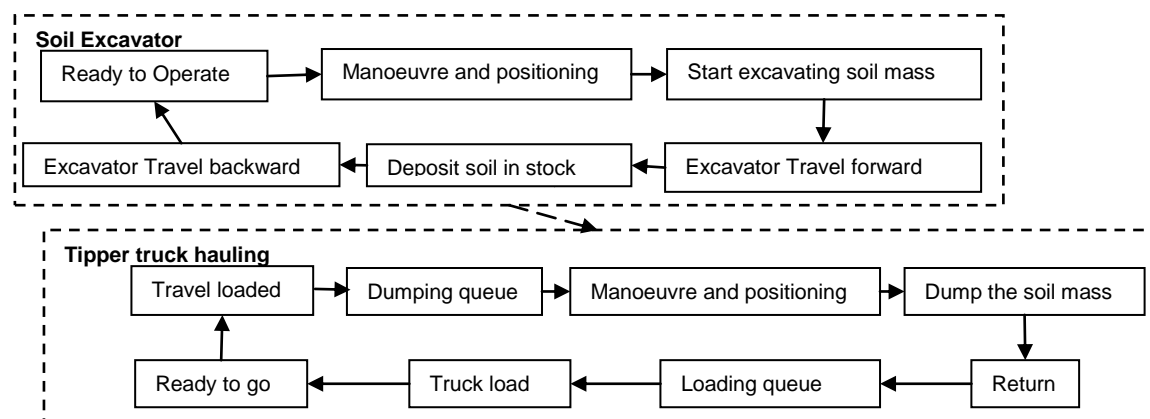 Soil Excavator
Ready to Operate
Manoeuvre and positioning
Start excavating soil mass
Excavator Travel backward
Deposit soil in stock
Excavator Travel forward
Tipper truck hauling
Travel loaded
Dumping queue
Manoeuvre and positioning
Dump the soil mass
Ready to go
Truck load
Loading queue
Return